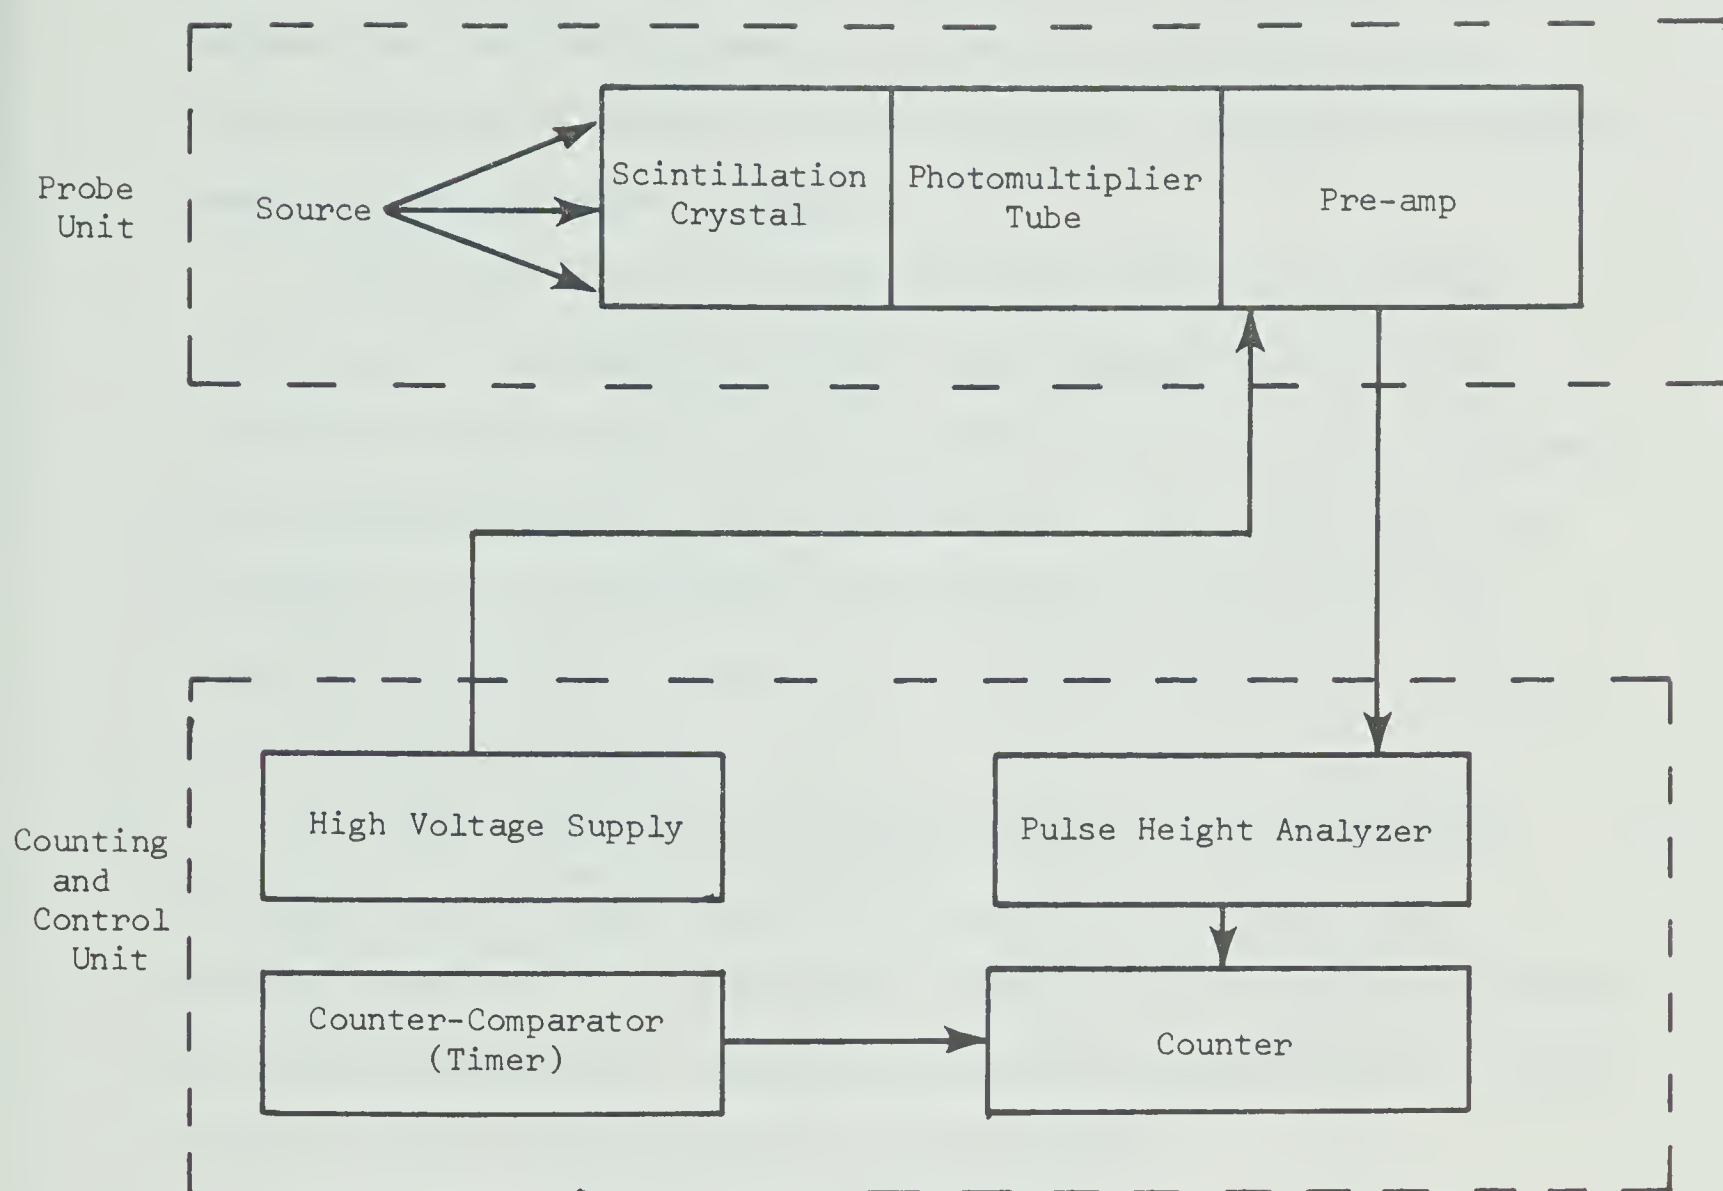 Probe
Unit
Source
Scintillation
Crystal
Photomultiplier
Tube
Pre-amp
Counting
and
Control
Unit
High Voltage Supply
Pulse Height Analyzer
Counter-Comparator
(Timer)
Counter